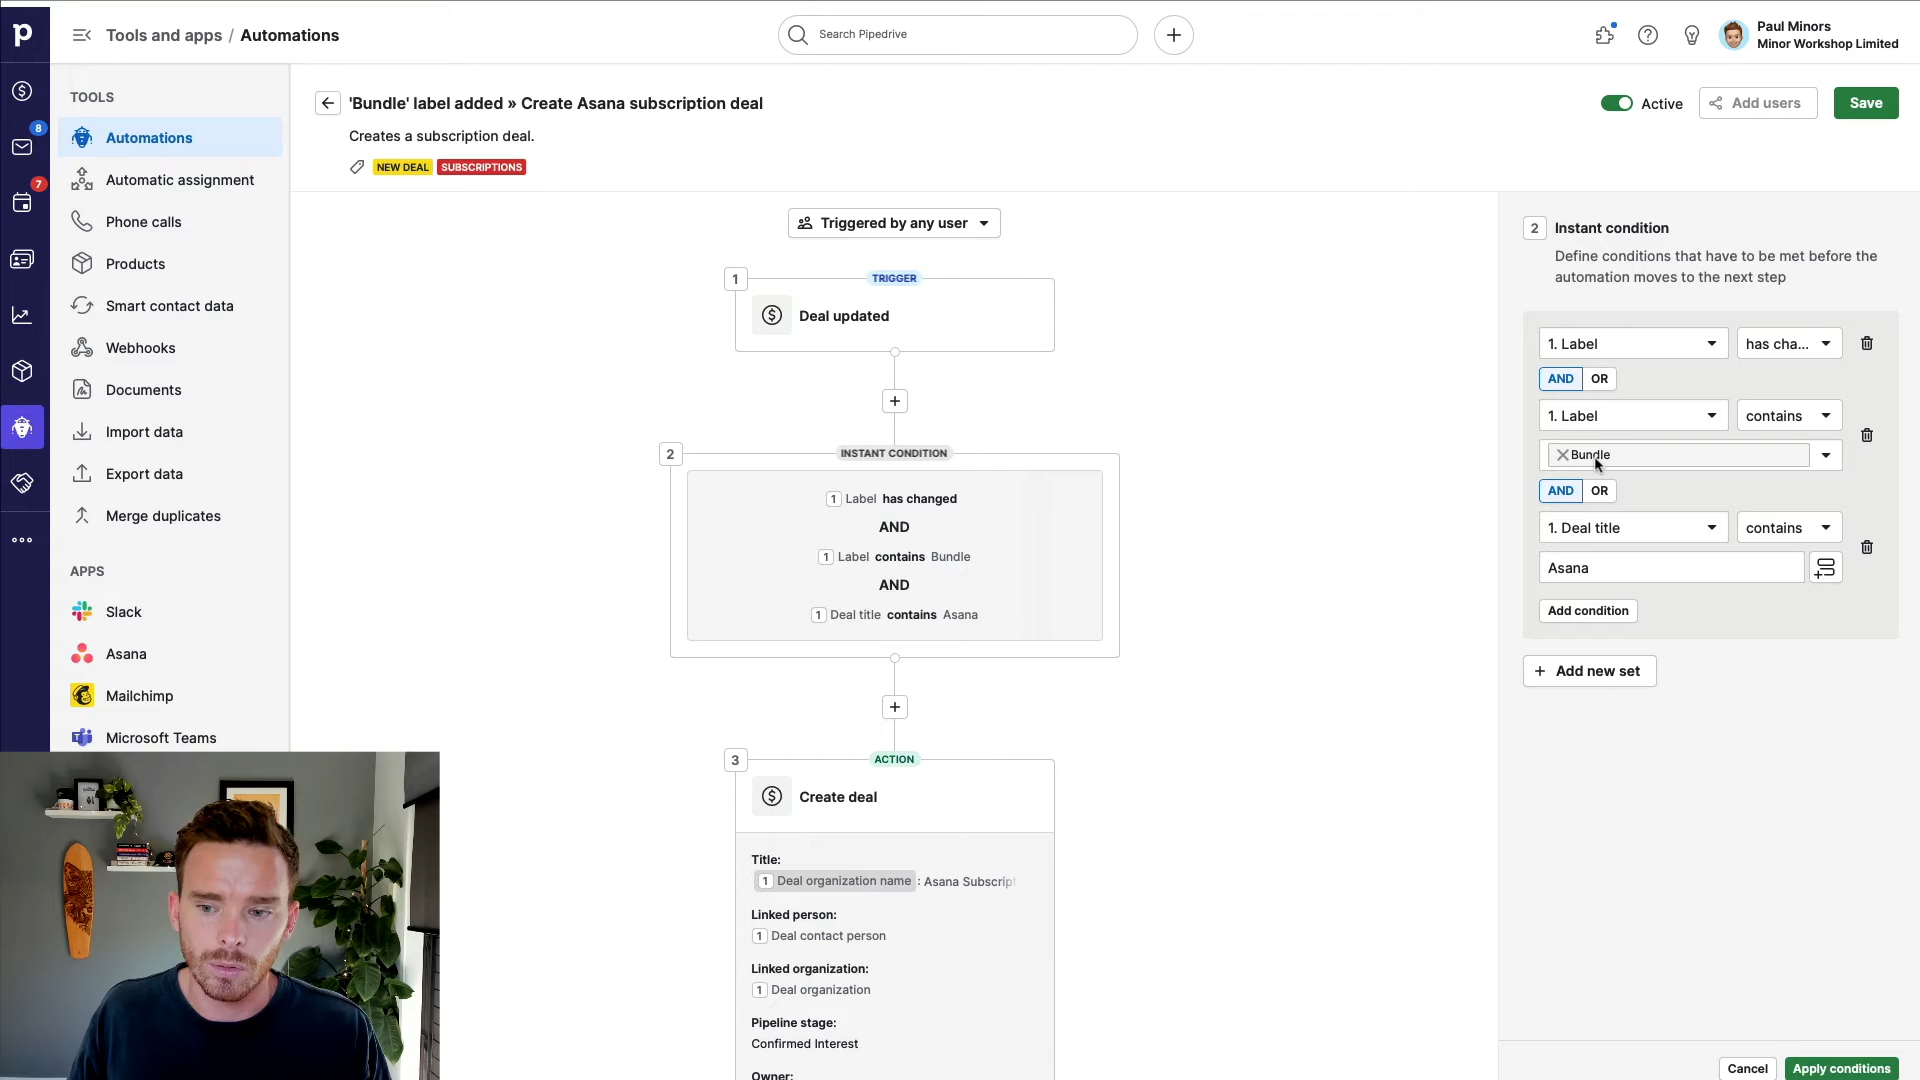 Tools and apps / Automations
Search Pipedrive
Paul Minors
Minor Workshop Limited
8
7
TOOLS
Automations
Automatic assignment
Phone calls
Products
Smart contact data
Webhooks
Documents
Import data
Export data
Merge duplicates
APPS
Slack
Asana
Mailchimp
Microsoft Teams
'Bundle' label added » Create Asana subscription deal
Creates a subscription deal.
NEW DEAL SUBSCRIPTIONS
Active
Add users
Save
Triggered by any user
1 TRIGGER
Deal updated
2 INSTANT CONDITION
1 Label has changed
AND
1 Label contains Bundle
AND
1 Deal title contains Asana
3 ACTION
Create deal
Title:
1 Deal organization name : Asana Subscript
Linked person:
1 Deal contact person
Linked organization:
1 Deal organization
Pipeline stage:
Confirmed Interest
Owner:
2 Instant condition
Define conditions that have to be met before the
automation moves to the next step
1. Label has cha...
AND OR
1. Label contains
Bundle
AND OR
1. Deal title contains
Asana
Add condition
+ Add new set
Cancel Apply conditions